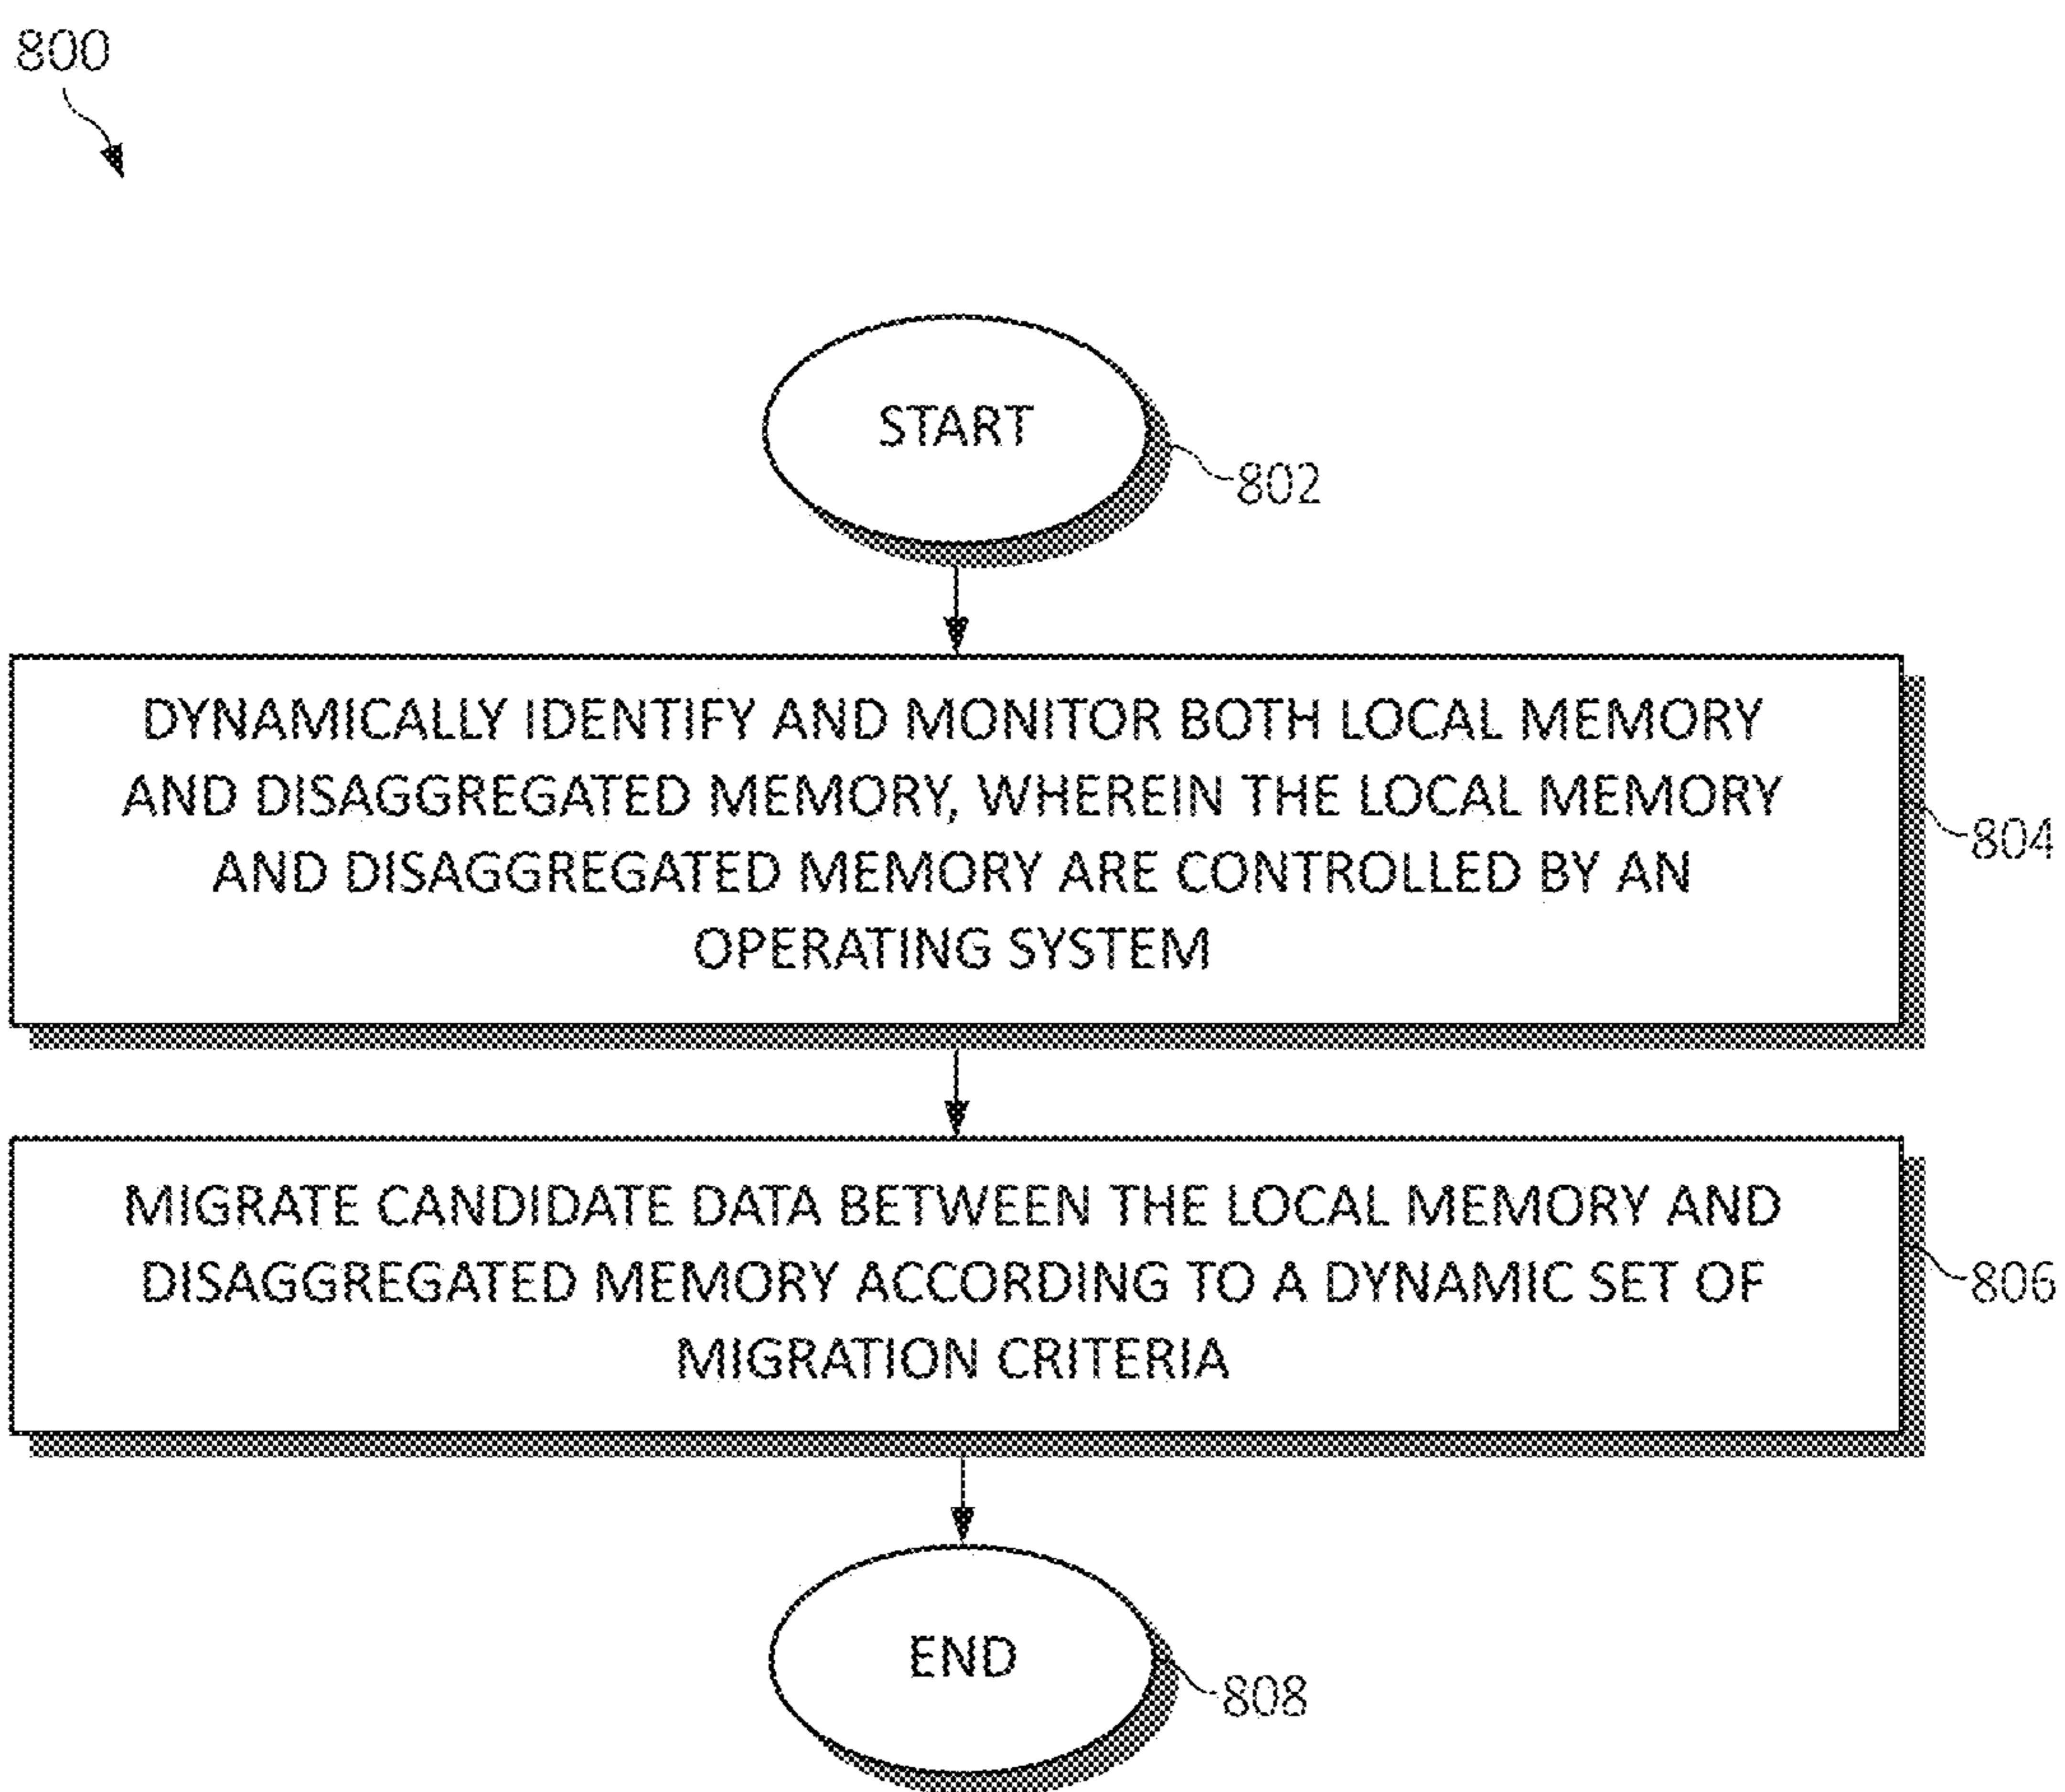 800
START
802
DYNAMICALLY IDENTIFY AND MONITOR BOTH LOCAL MEMORY
AND DISAGGREGATED MEMORY, WHEREIN THE LOCAL MEMORY
AND DISAGGREGATED MEMORY ARE CONTROLLED BY AN
OPERATING SYSTEM
804
MIGRATE CANDIDATE DATA BETWEEN THE LOCAL MEMORY AND
DISAGGREGATED MEMORY ACCORDING TO A DYNAMIC SET OF
MIGRATION CRITERIA
806
END
808